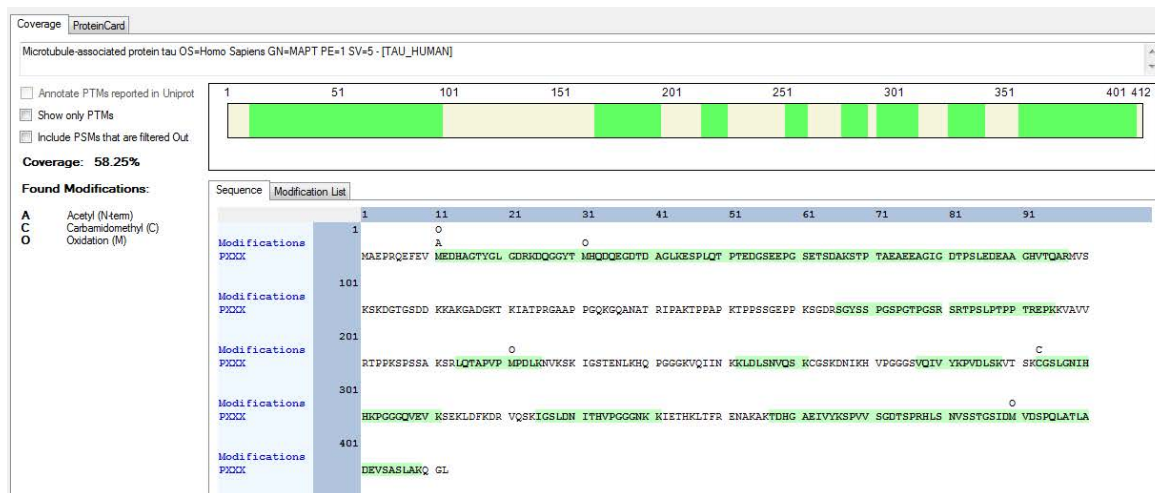 Coverage ProteinCard
Microtubule-associated protein tau OS=Homo Sapiens GN=MAPT PE=1 SV=5 - [TAU_HUMAN]
Annotate PTMs reported in Uniprot
Show only PTMs
Include PSMs that are filtered Out
Coverage: 58.25%
Found Modifications:
A Acetyl (N-term)
C Carbamidomethyl (C)
O Oxidation (M)
1 51 101 151 201 251 301 351 401 412
Sequence Modification List
1 11 21 31 41 51 61 71 81 91
1
O
Modifications A O
PXXX MAEPRQEFEV MEDHAGTYGL GDRKDQGGYT MHQDQEGDTD AGLKESPLQT PTEDGSEEPG SETSDAKSTP TAEAEEAGIG DTPSLEDEAA GHVTQARMVS
101
Modifications
PXXX KSKDGTGSDD KKAKGADGKT KIATPRGAAP PGQKGQANAT RIPAKTPPAP KTPPSSGEPP KSGDRSGYSS PGSPGTPGSR SRTPSLPTPP TREPKKVAVV
201
Modifications O C
PXXX RTPPKSPSSA KSRLQTAPVP MPDLKNVKSK IGSTENLKHQ PGGGKVQIIN KKLDLSNVQS KCGSKDNIKH VPGGGSVQIV YKPVDLSKVT SKCGSLGNIH
301
Modifications O
PXXX HKPGGGQVEV KSEKLDFKDR VQSKIGSLDN ITHVPGGGNK KIETHKLTFR ENAKAKTDHG AEIVYKSPVV SGDTSPRHLS NVSSTGSIDM VDSPQLATLA
401
Modifications
PXXX DEVSASLAKQ GL